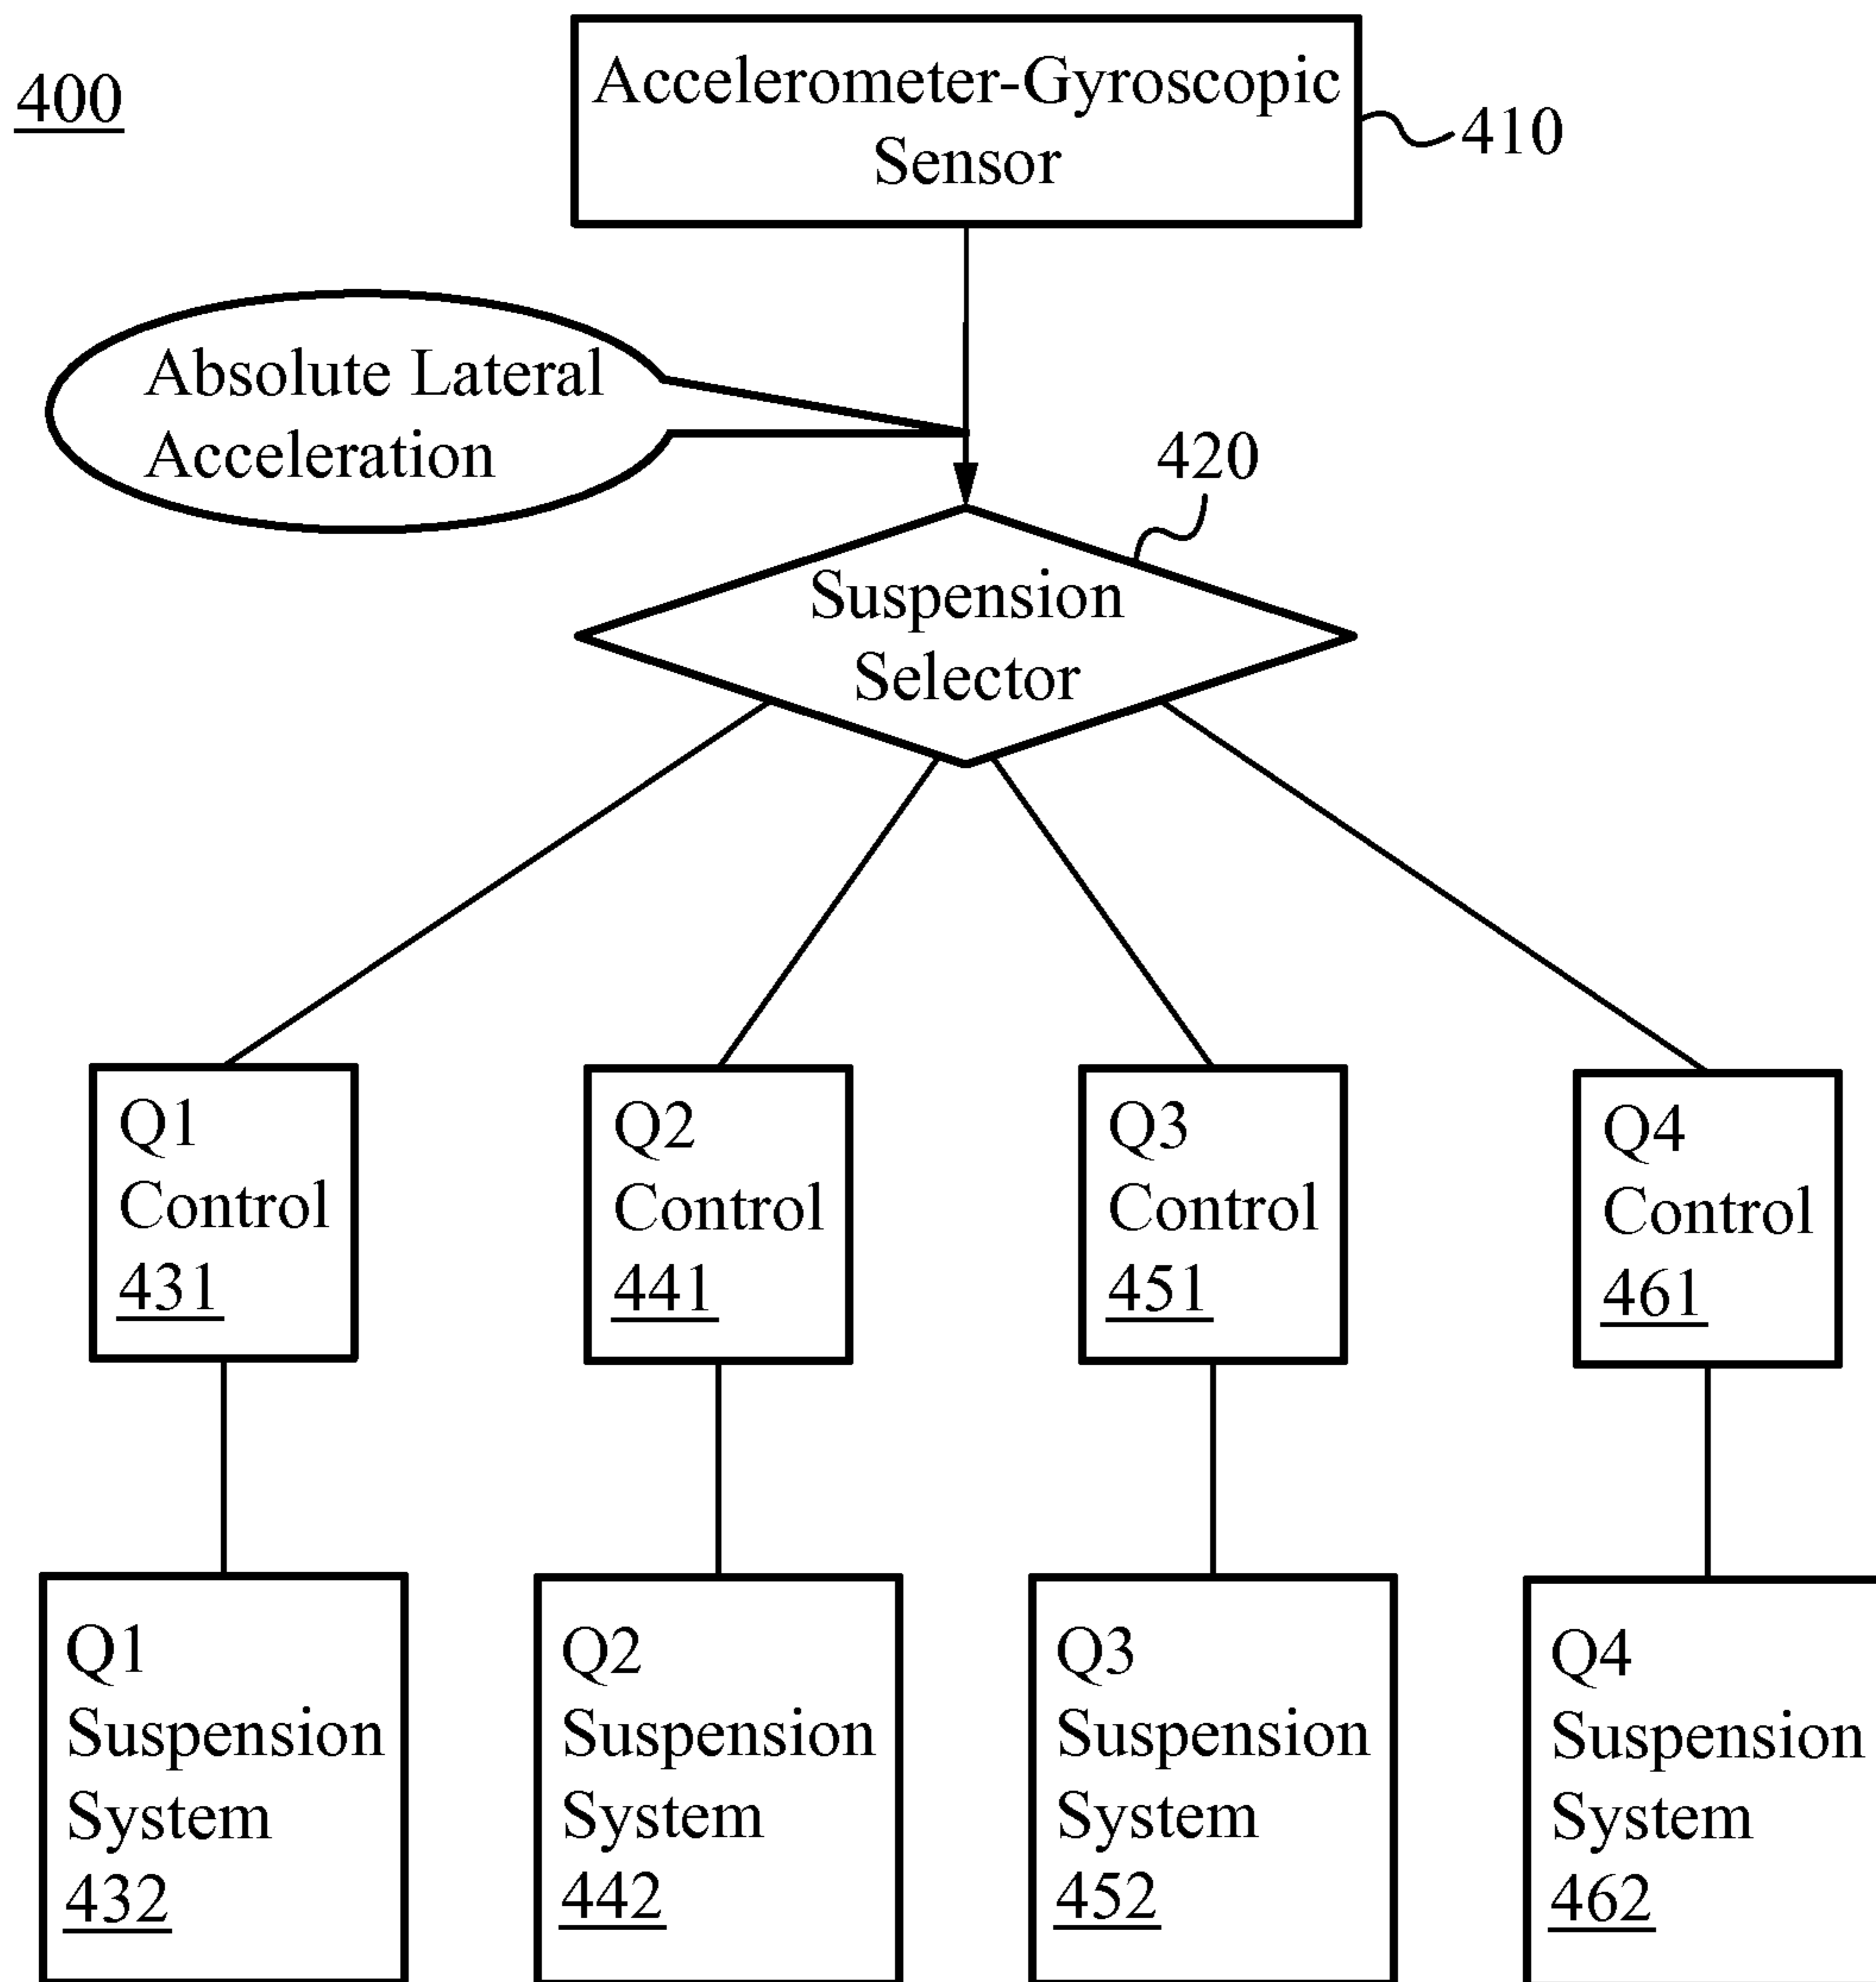 400
Accelerometer-Gyroscopic
Sensor
410
Absolute Lateral
Acceleration
420
Suspension
Selector
Q1
Control
431
Q2
Control
441
Q3
Control
451
Q4
Control
461
Q1
Suspension
System
432
Q2
Suspension
System
442
Q3
Suspension
System
452
Q4
Suspension
System
462